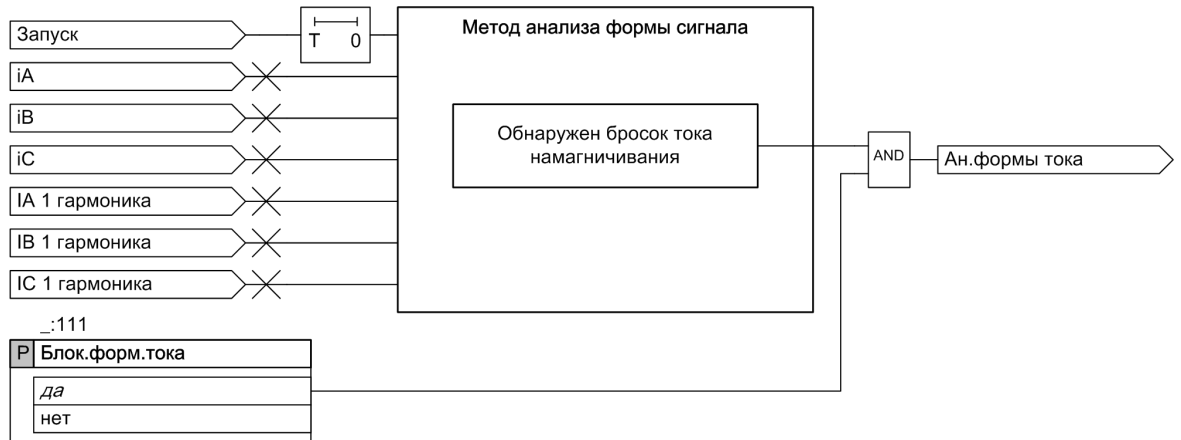 Запуск
T 0
Метод анализа формы сигнала
iA
iB
iC
Обнаружен бросок тока
намагничивания
AND
Ан.формы тока
IA 1 гармоника
IB 1 гармоника
IC 1 гармоника
_:111
P Блок.форм.тока
да
нет